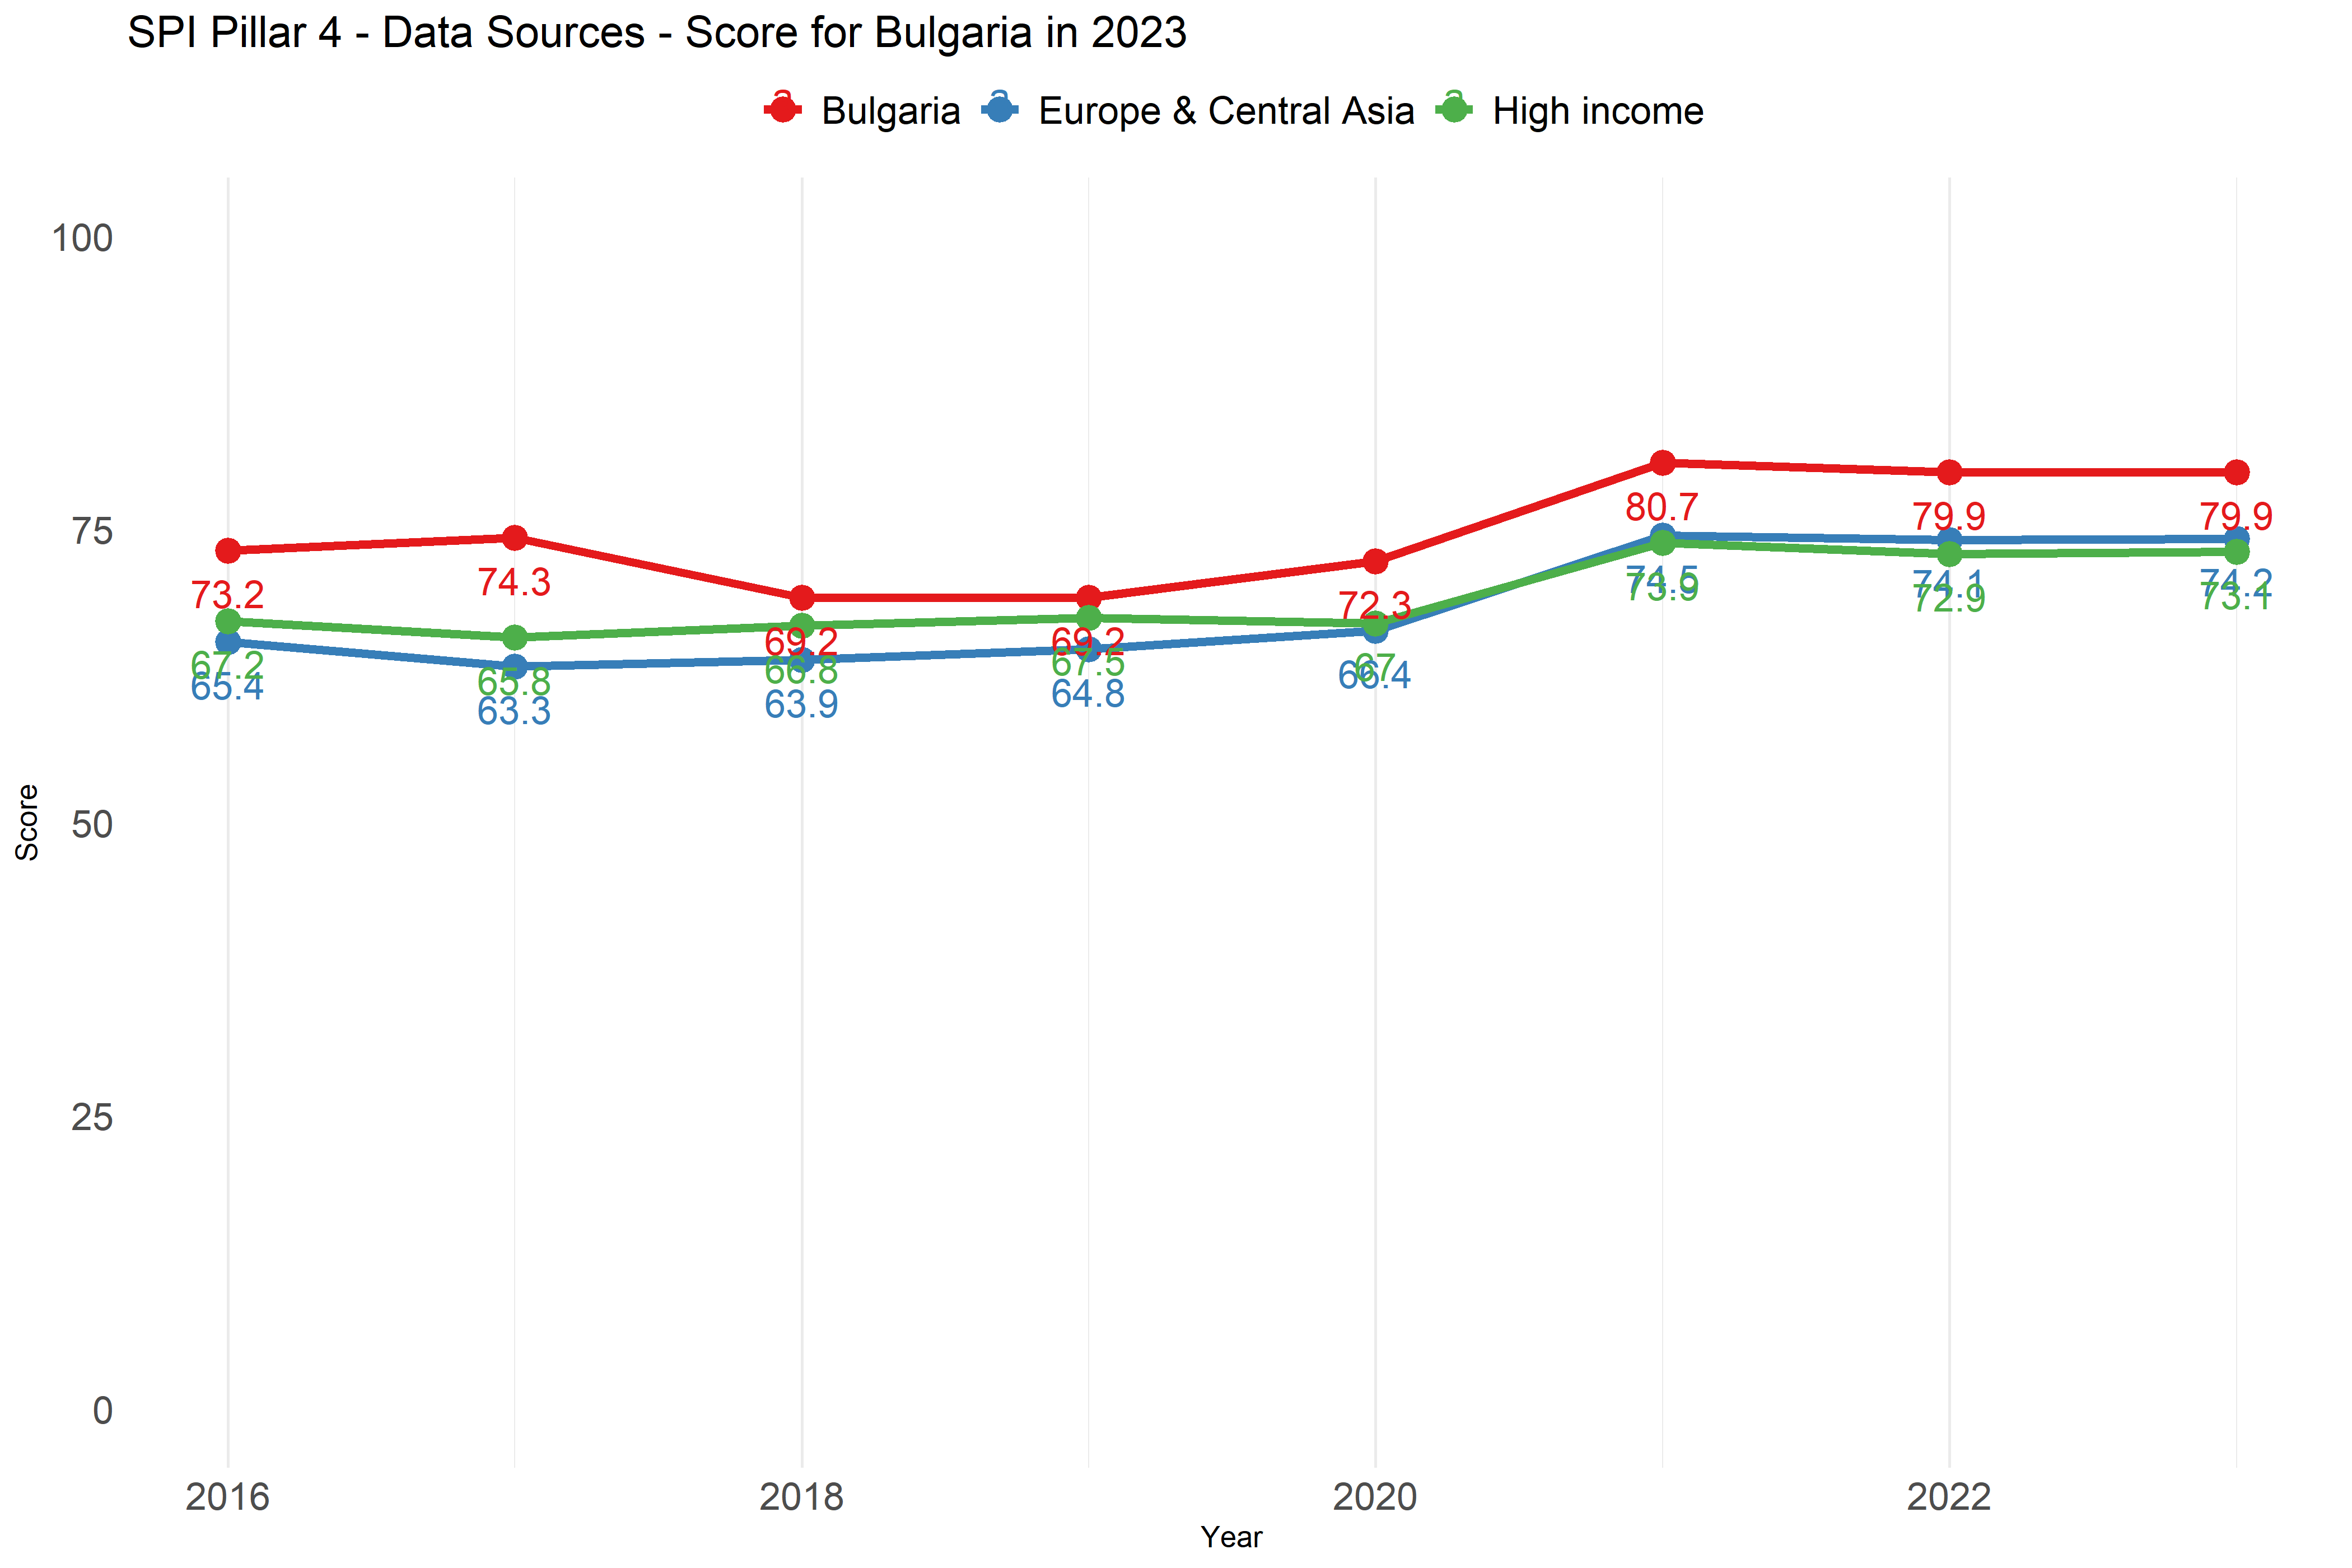 SPI Pillar 4 - Data Sources - Score for Bulgaria in 2023
Bulgaria Europe & Central Asia High income
100
75
50
25
0
Score
73.2 74.3 69.2 69.2 72.3 80.7 79.9 79.9
67.2 65.8 66.8 67.5 67 73.9 72.9 73.1
65.4 63.3 63.9 64.8 66.4 74.5 74.1 74.2
2016 2018 2020 2022
Year